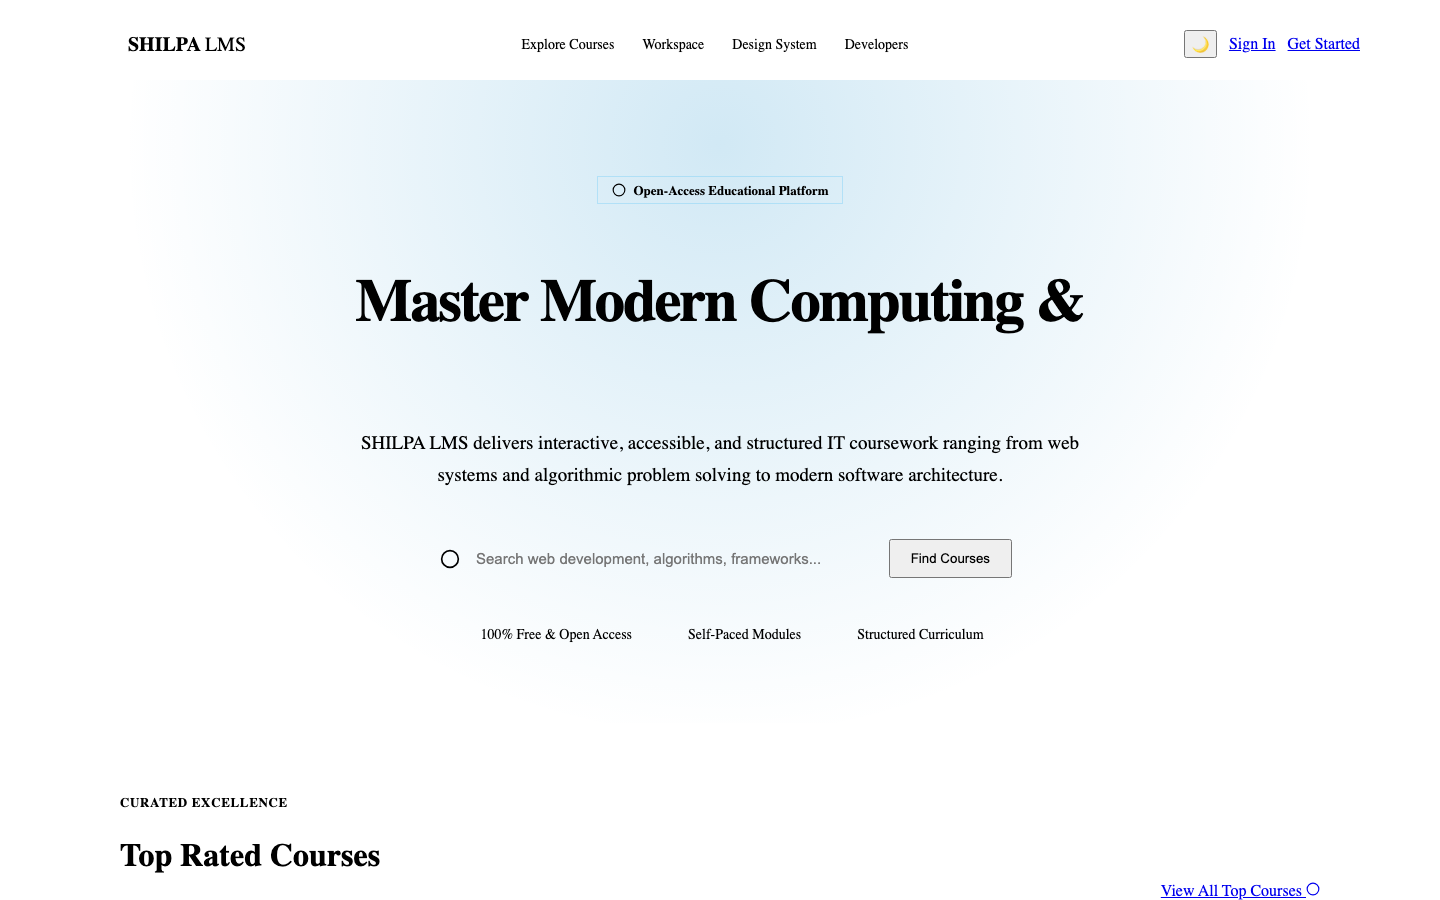 SHILPA LMS
Explore Courses
Workspace
Design System
Developers
Sign In
Get Started
Open-Access Educational Platform
Master Modern Computing &
SHILPA LMS delivers interactive, accessible, and structured IT coursework ranging from web
systems and algorithmic problem solving to modern software architecture.
Search web development, algorithms, frameworks...
Find Courses
100% Free & Open Access
Self-Paced Modules
Structured Curriculum
CURATED EXCELLENCE
Top Rated Courses
View All Top Courses